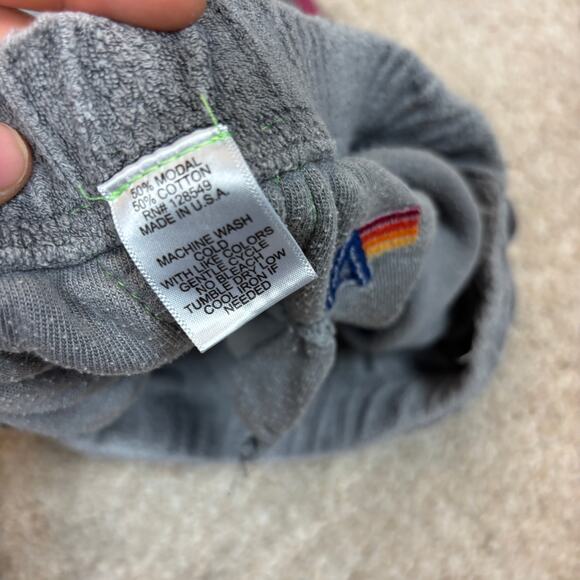 50% MODAL
50% COTTON
RN# 128549
MADE IN U.S.A
MACHINE WASH
COLD
WITH LIKE COLORS
GENTLE CYCLE
NO BLEACH
TUMBLE DRY LOW
COOL IRON IF
NEEDED
A